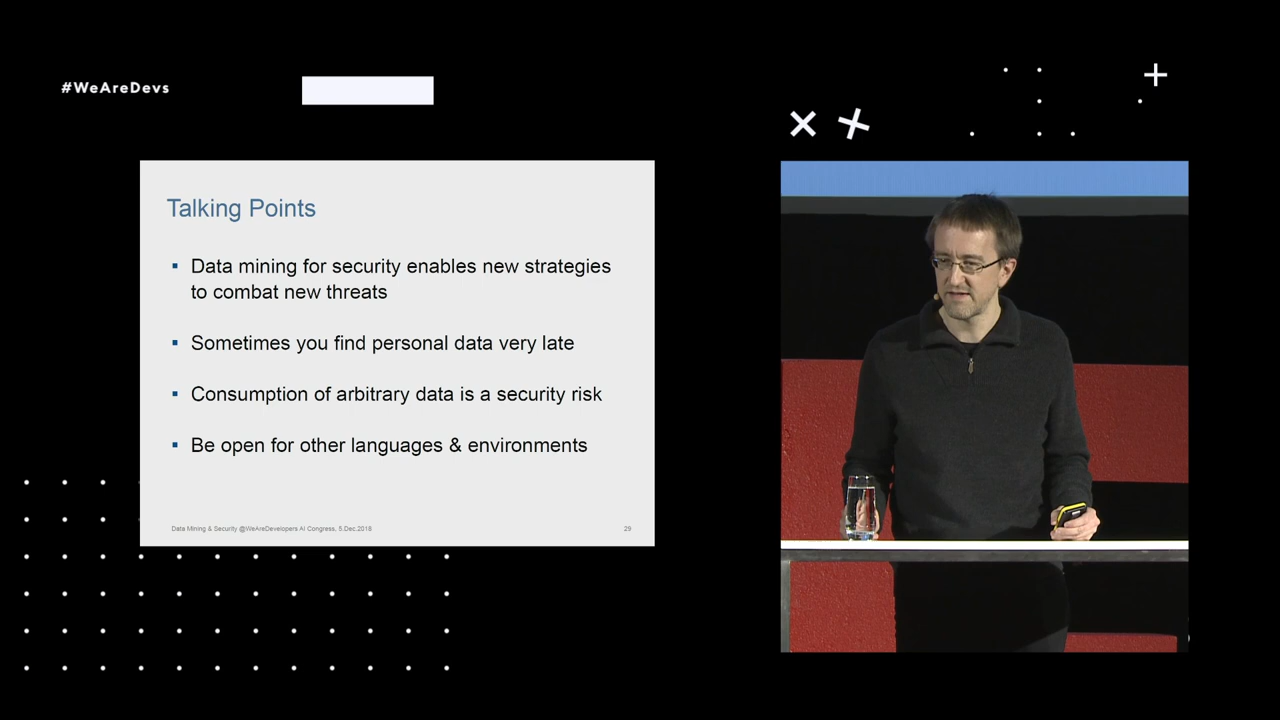 #WeAreDevs
Talking Points
▪ Data mining for security enables new strategies
to combat new threats
▪ Sometimes you find personal data very late
▪ Consumption of arbitrary data is a security risk
▪ Be open for other languages & environments
Data Mining & Security @WeAreDevelopers AI Congress, 5.Dec.2018
29